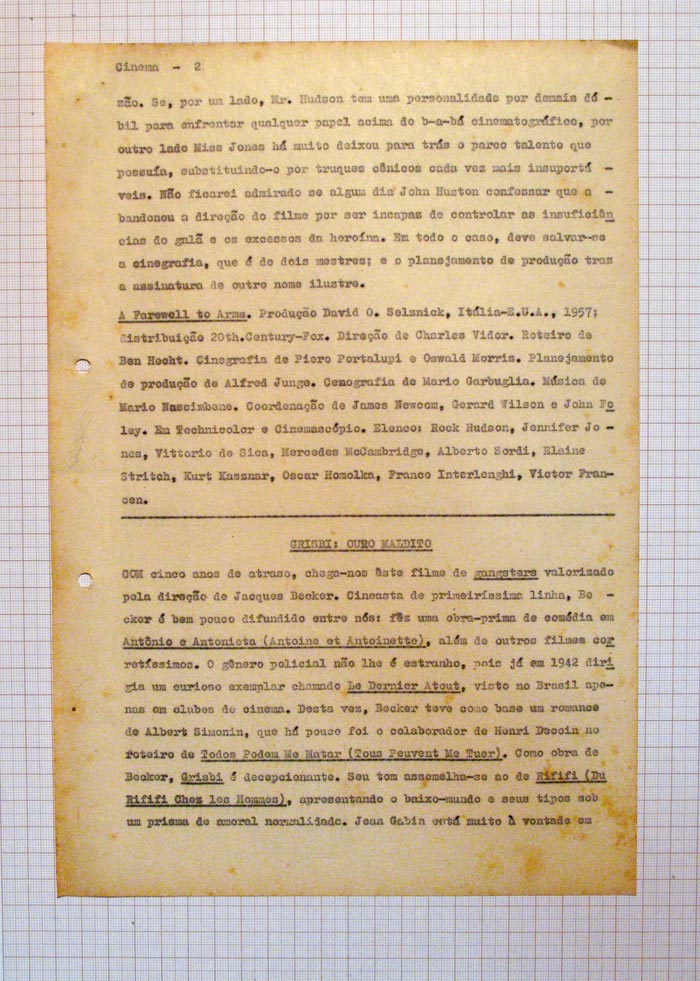 Cinema - 2
zão. Se, por um lado, Mr. Hudson tem uma personalidade por demais dé -
bil para enfrentar qualquer papel acima do b-a-bá cinematográfico, por
outro lado Miss Jones há muito deixou para trás o parco talento que
possuía, substituindo-o por truques cênicos cada vez mais insuportá -
veis. Não ficarei admirado se algum dia John Huston confessar que a -
bandonou a direção do filme por ser incapaz de controlar as insuficiên
cias do galã e os excessos da heroína. Em todo o caso, deve salvar-se
a cinegrafia, que é de dois mestres; e o planejamento de produção traz
a assinatura de outro nome ilustre.
A Farewell to Arms. Produção David O. Selznick, Itália-E.U.A., 1957;
distribuição 20th.Century-Fox. Direção de Charles Vidor. Roteiro de
Ben Hecht. Cinegrafia de Piero Portalupi e Oswald Morris. Planejamento
de produção de Alfred Junge. Cenografia de Mario Garbuglia. Música de
Mario Nascimbene. Coordenação de James Newcom, Gerard Wilson e John Fo
ley. Em Technicolor e Cinemascópio. Elenco: Rock Hudson, Jennifer Jo -
nes, Vittorio de Sica, Mercedes McCambridge, Alberto Sordi, Elaine
Stritch, Kurt Kasznar, Oscar Homolka, Franco Interlenghi, Victor Fran-
cen.
GRISBI: OURO MALDITO
COM cinco anos de atraso, chega-nos êste filme de gangsters valorizado
pela direção de Jacques Becker. Cineasta de primeiríssima linha, Be -
cker é bem pouco difundido entre nós: fêz uma obra-prima de comédia em
Antônio e Antonieta (Antoine et Antoinette), além de outros filmes cor
retíssimos. O gênero policial não lhe é estranho, pois já em 1942 diri
gia um curioso exemplar chamado Le Dernier Atout, visto no Brasil ape-
nas em clubes de cinema. Desta vez, Becker teve como base um romance
de Albert Simonin, que há pouco foi o colaborador de Henri Decoin no
roteiro de Todos Podem Me Matar (Tous Peuvent Me Tuer). Como obra de
Becker, Grisbi é decepcionante. Seu tom assemelha-se ao de Rififi (Du
Rififi Chez les Hommes), apresentando o baixo-mundo e seus tipos sob
um prisma de amoral normalidade. Jean Gabin está muito à vontade em